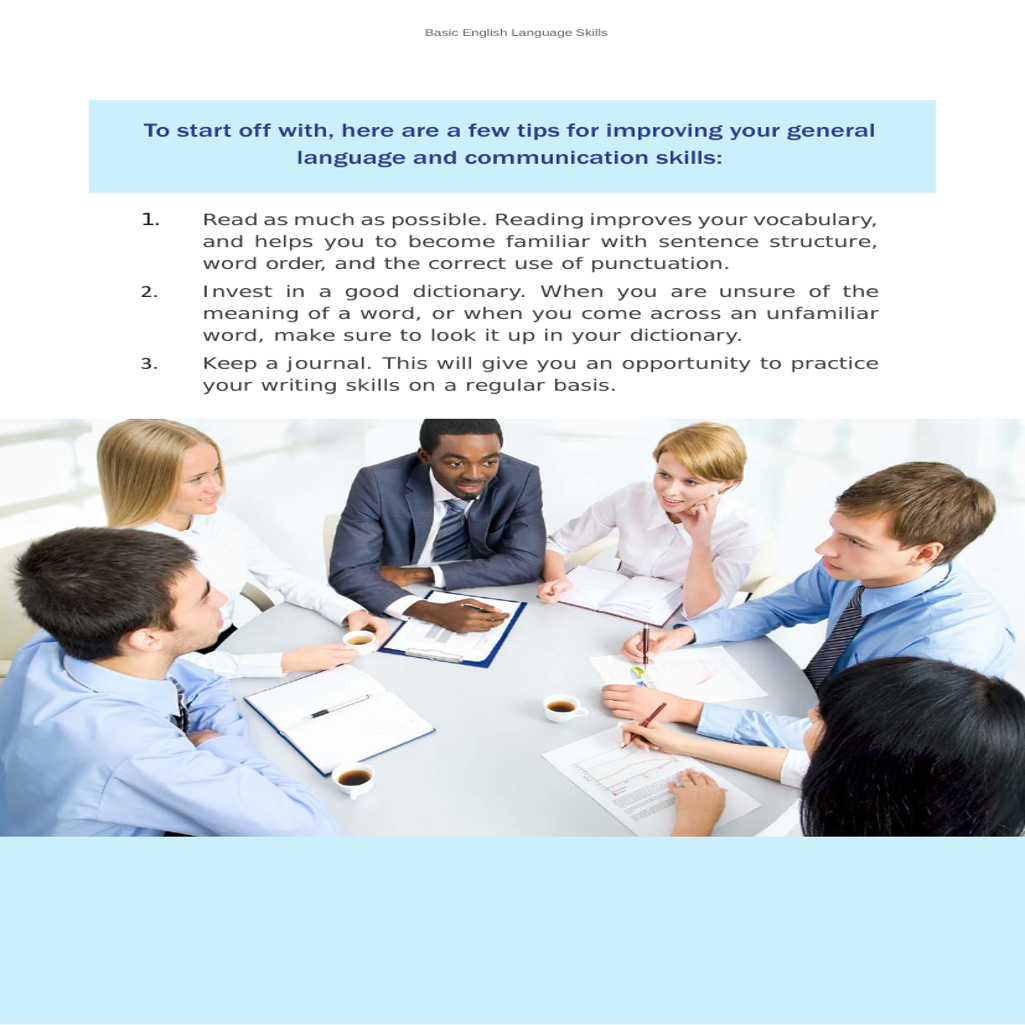 Basic English Language Skills
To start off with, here are a few tips for improving your general
language and communication skills:
1. Read as much as possible. Reading improves your vocabulary,
and helps you to become familiar with sentence structure,
word order, and the correct use of punctuation.
2. Invest in a good dictionary. When you are unsure of the
meaning of a word, or when you come across an unfamiliar
word, make sure to look it up in your dictionary.
3. Keep a journal. This will give you an opportunity to practice
your writing skills on a regular basis.